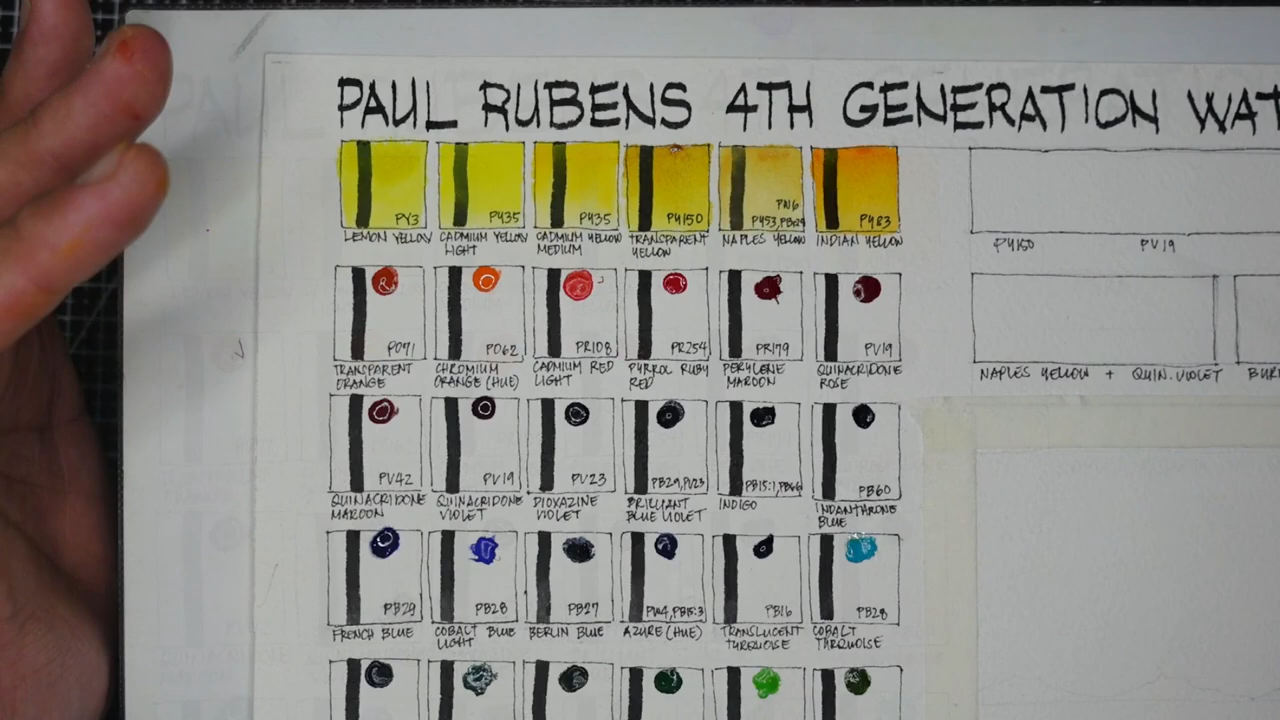 PAUL RUBENS 4TH GENERATION WAT
PY3 PY35 PY35 PY150 PW6 PY53, PBr24 PY83
LEMON YELLOW CADMIUM YELLOW LIGHT CADMIUM YELLOW MEDIUM TRANSPARENT YELLOW NAPLES YELLOW INDIAN YELLOW
PY150 PV19
PO71 PO62 PR108 PR254 PR179 PV19
TRANSPARENT ORANGE CHROMIUM ORANGE (HUE) CADMIUM RED LIGHT PYRROL RUBY RED PERYLENE MAROON QUINACRIDONE ROSE
NAPLES YELLOW + QUIN. VIOLET BUR
PV42 PV19 PV23 PB29, PV23 PB15:1, PBk6 PB60
QUINACRIDONE MAROON QUINACRIDONE VIOLET DIOXAZINE VIOLET BRILLIANT BLUE VIOLET INDIGO INDANTHRONE BLUE
PB29 PB28 PB27 PW4, PB15:3 PB16 PB28
FRENCH BLUE COBALT BLUE LIGHT BERLIN BLUE AZURE (HUE) TRANSLUCENT TURQUOISE COBALT TURQUOISE